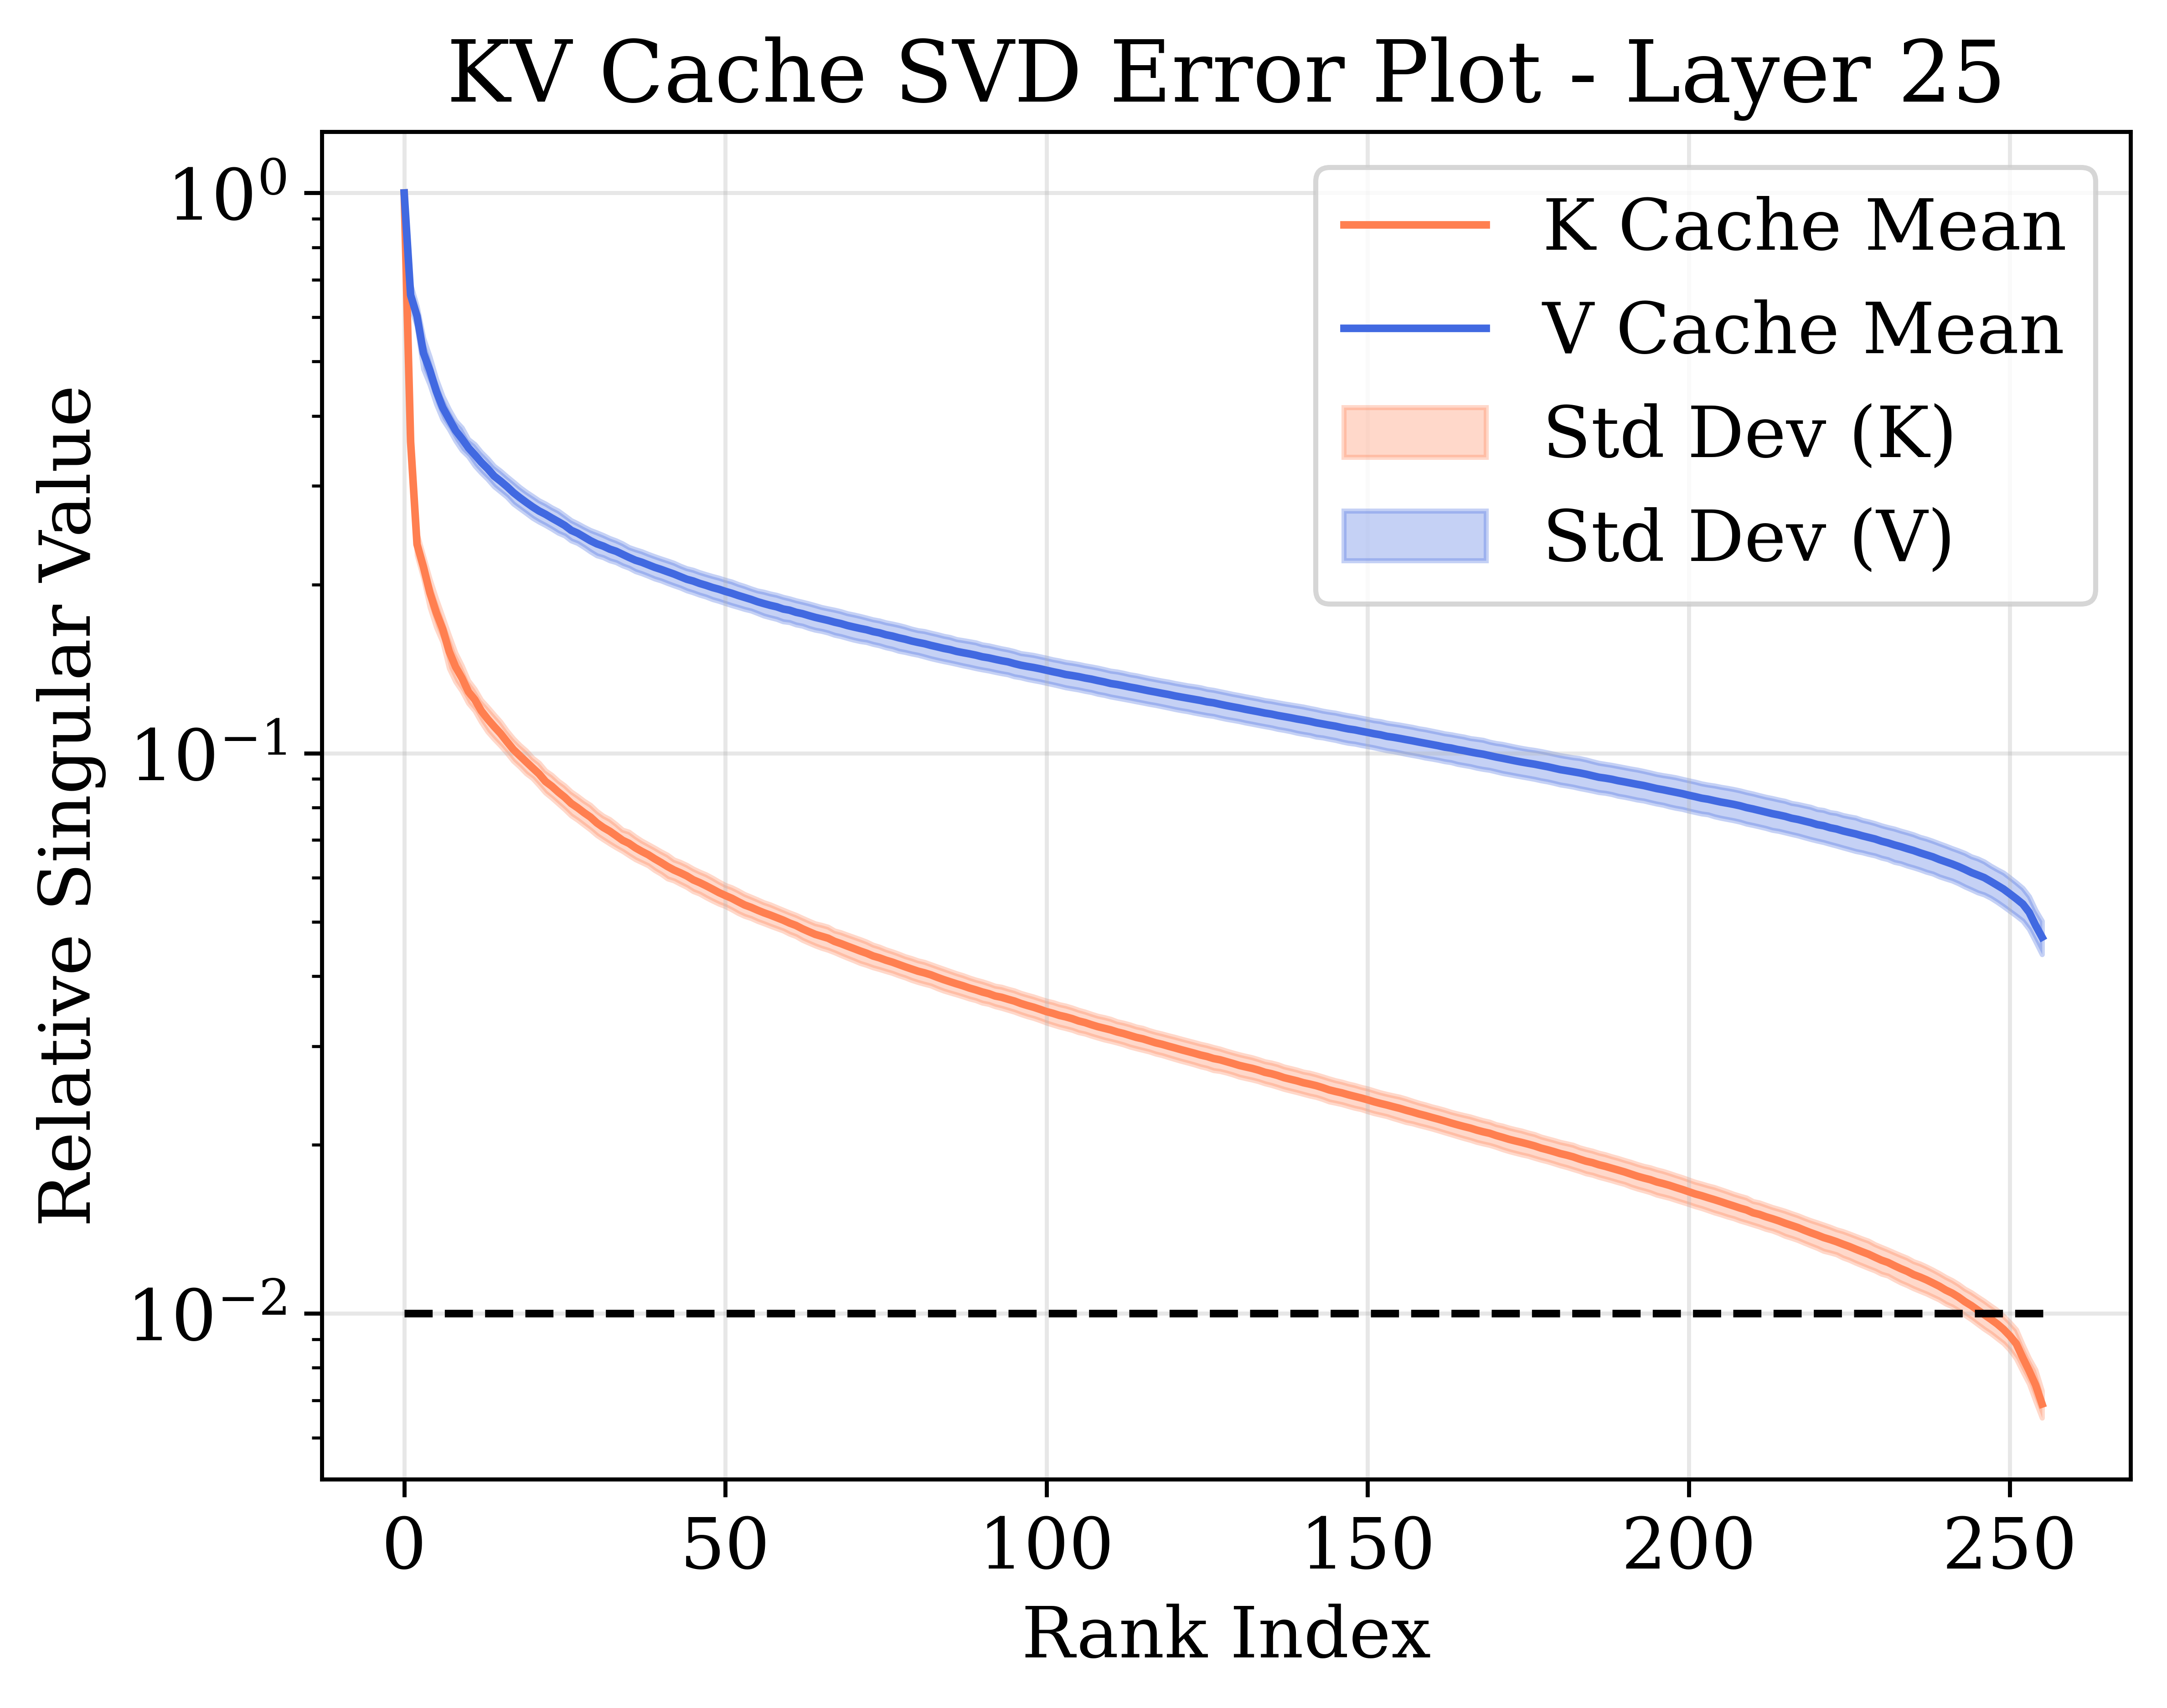 KV Cache SVD Error Plot - Layer 25
Relative Singular Value
10⁰
10⁻¹
10⁻²
K Cache Mean
V Cache Mean
Std Dev (K)
Std Dev (V)
0 50 100 150 200 250
Rank Index